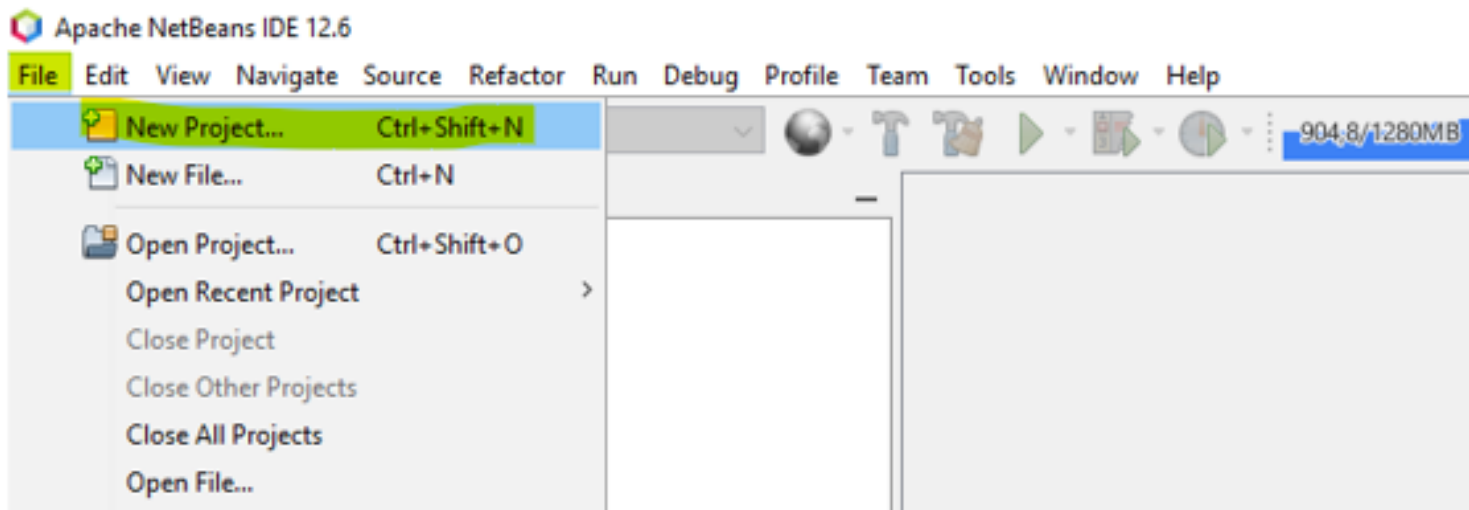 Apache NetBeans IDE 12.6
File Edit View Navigate Source Refactor Run Debug Profile Team Tools Window Help
New Project... Ctrl+Shift+N
904,8/1280MB
New File... Ctrl+N
Open Project... Ctrl+Shift+O
Open Recent Project
Close Project
Close Other Projects
Close All Projects
Open File...